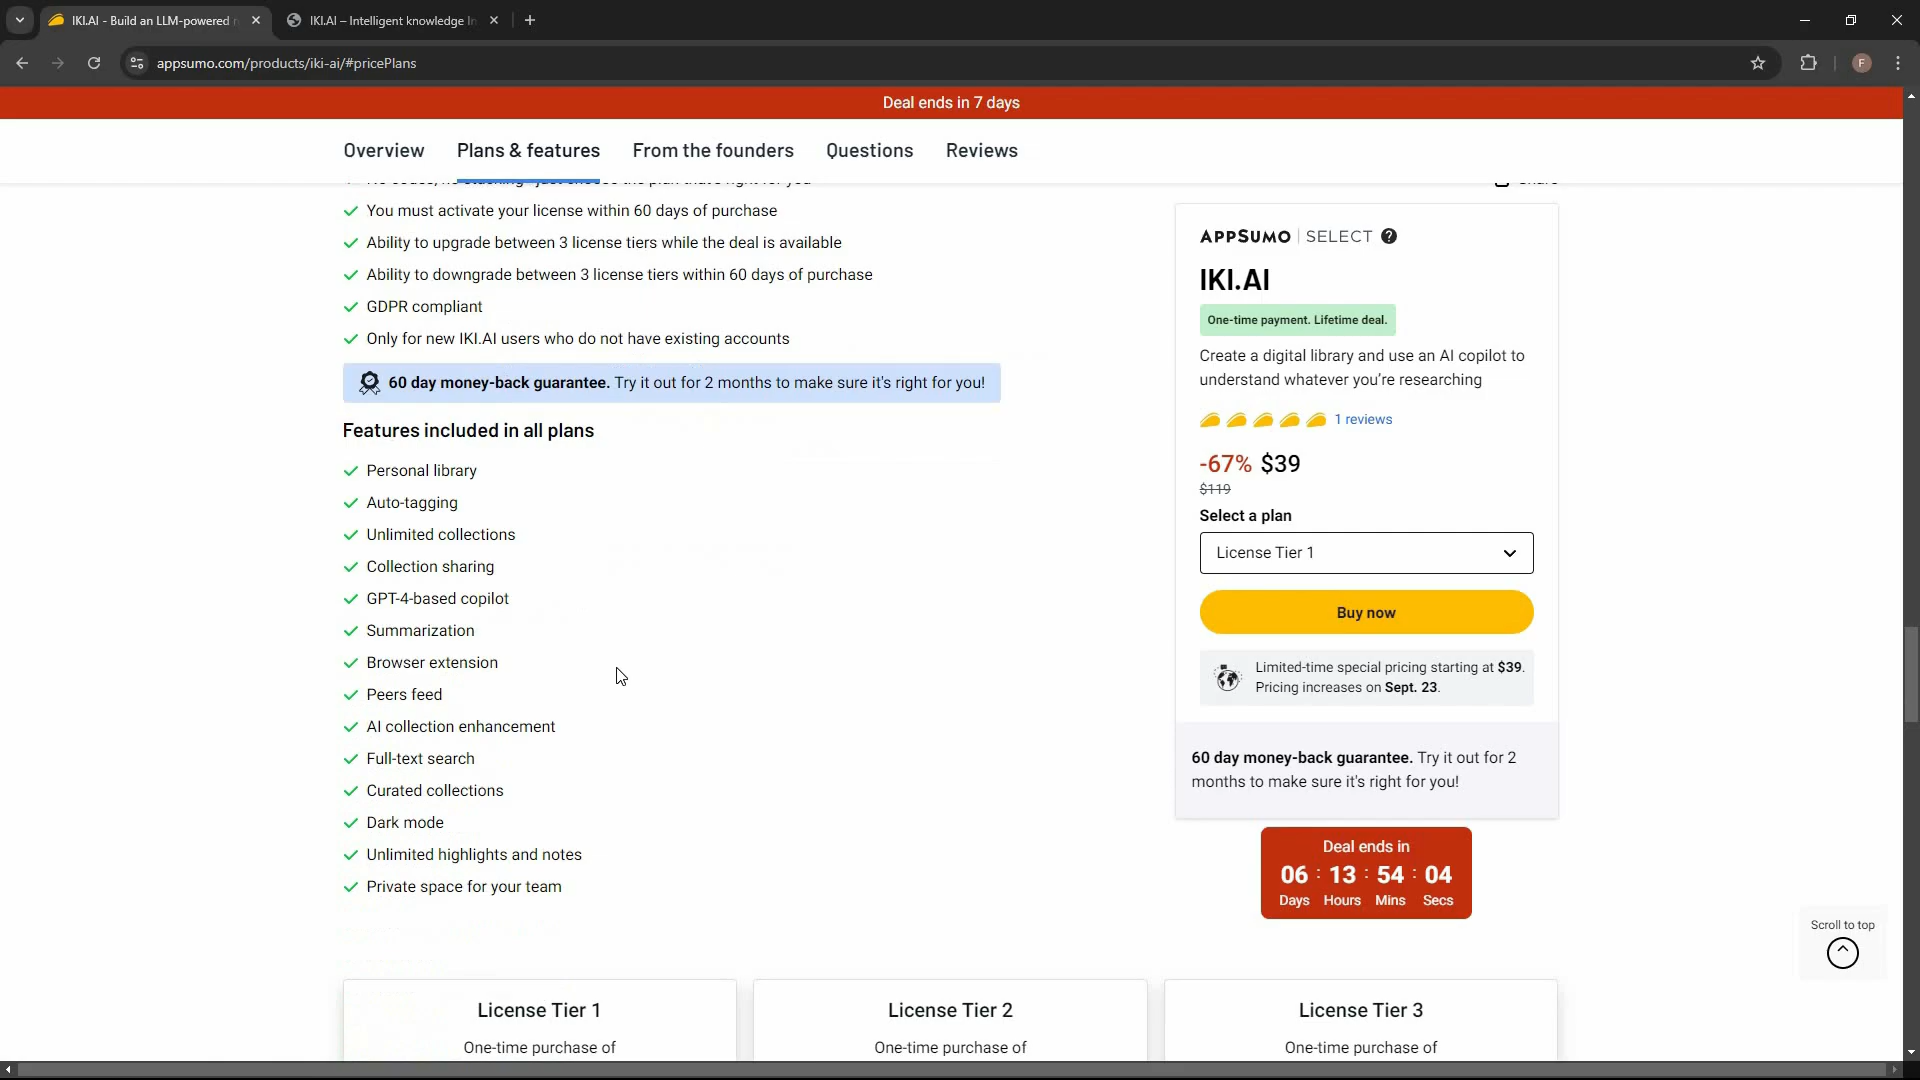 IKI.AI - Build an LLM-powered
IKI.AI – Intelligent knowledge
appsumo.com/products/iki-ai/#pricePlans
F
Deal ends in 7 days
Overview
Plans & features
From the founders
Questions
Reviews
You must activate your license within 60 days of purchase
Ability to upgrade between 3 license tiers while the deal is available
Ability to downgrade between 3 license tiers within 60 days of purchase
GDPR compliant
Only for new IKI.AI users who do not have existing accounts
60 day money-back guarantee. Try it out for 2 months to make sure it's right for you!
Features included in all plans
Personal library
Auto-tagging
Unlimited collections
Collection sharing
GPT-4-based copilot
Summarization
Browser extension
Peers feed
AI collection enhancement
Full-text search
Curated collections
Dark mode
Unlimited highlights and notes
Private space for your team
APPSUMO | SELECT ?
IKI.AI
One-time payment. Lifetime deal.
Create a digital library and use an AI copilot to
understand whatever you’re researching
1 reviews
-67% $39
$119
Select a plan
License Tier 1
Buy now
Limited-time special pricing starting at $39.
Pricing increases on Sept. 23.
60 day money-back guarantee. Try it out for 2
months to make sure it's right for you!
Deal ends in
06 : 13 : 54 : 04
Days Hours Mins Secs
Scroll to top
License Tier 1
One-time purchase of
License Tier 2
One-time purchase of
License Tier 3
One-time purchase of